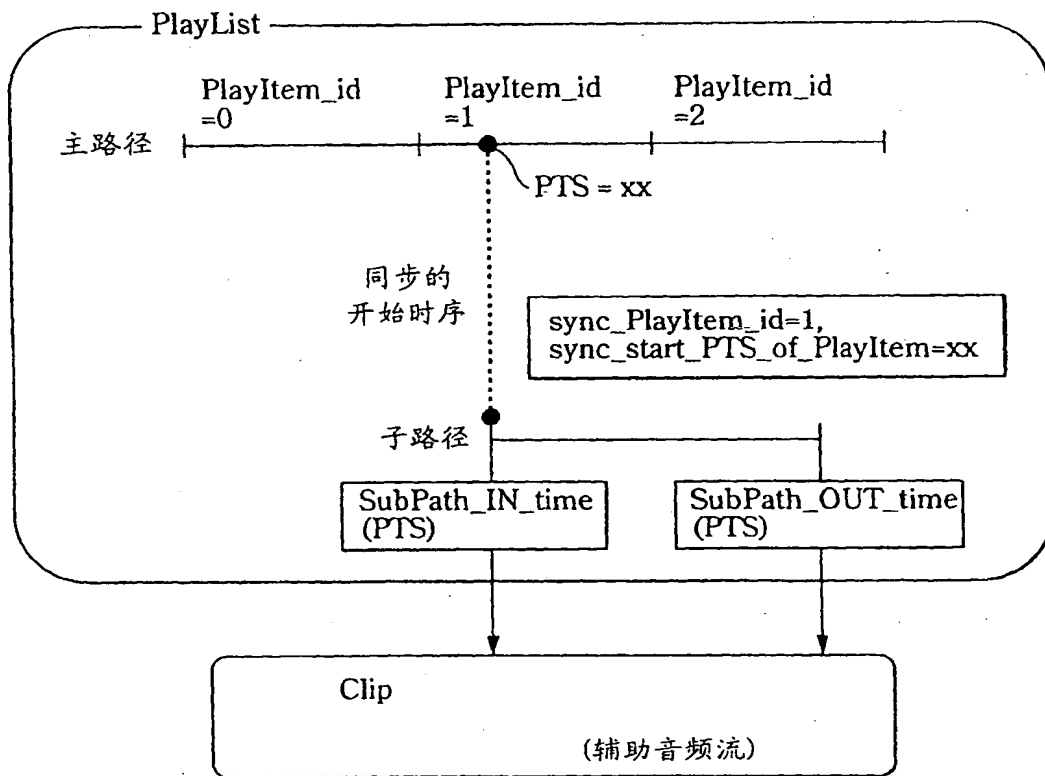 PlayList
PlayItem_id
=0
PlayItem_id
=1
PlayItem_id
=2
主路径
PTS = xx
同步的
开始时序
sync_PlayItem_id=1,
sync_start_PTS_of_PlayItem=xx
子路径
SubPath_IN_time
(PTS)
SubPath_OUT_time
(PTS)
Clip
(辅助音频流)